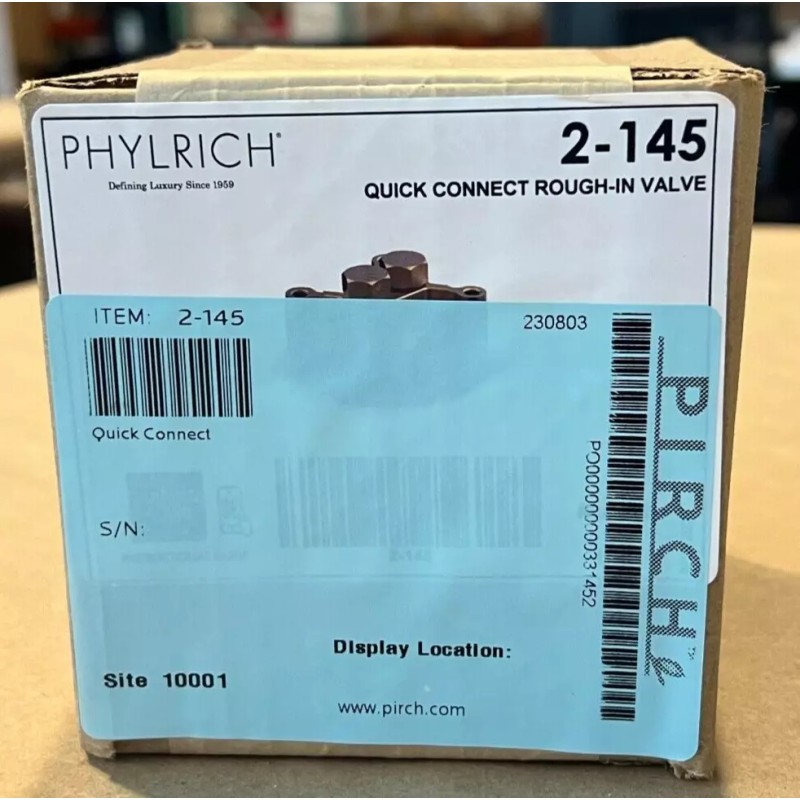 PHYLRICH®
Defining Luxury Since 1959
2-145
QUICK CONNECT ROUGH-IN VALVE
ITEM: 2-145
230803
Quick Connect
S/N:
Display Location:
Site 10001
www.pirch.com
PO0000000000331452
PIRCH™